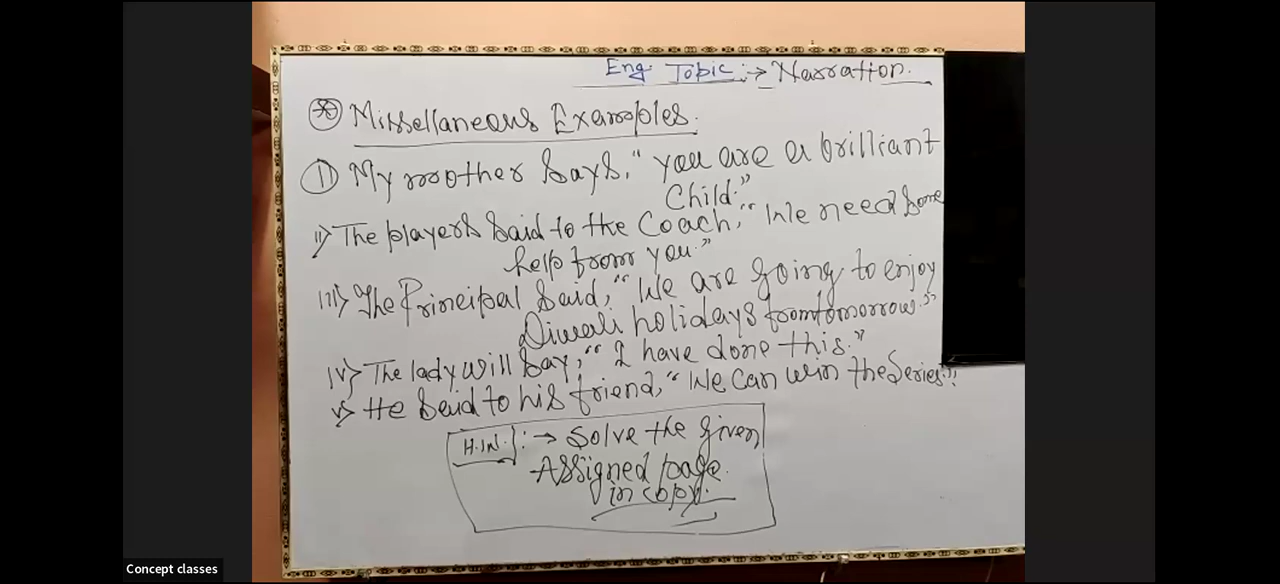 Eng. Topic :→ Narration.
Missellaneous Examples.
I) My mother says, "You are a brilliant
Child."
II) The players said to the Coach, "We need some
help from you."
III) The Principal said, "We are going to enjoy
Diwali holidays from tomorrow."
IV) The lady will say, "I have done this."
V) He said to his friend, "We can win the series."
H.W. :→ Solve the given
Assigned page
in copy.
Concept classes